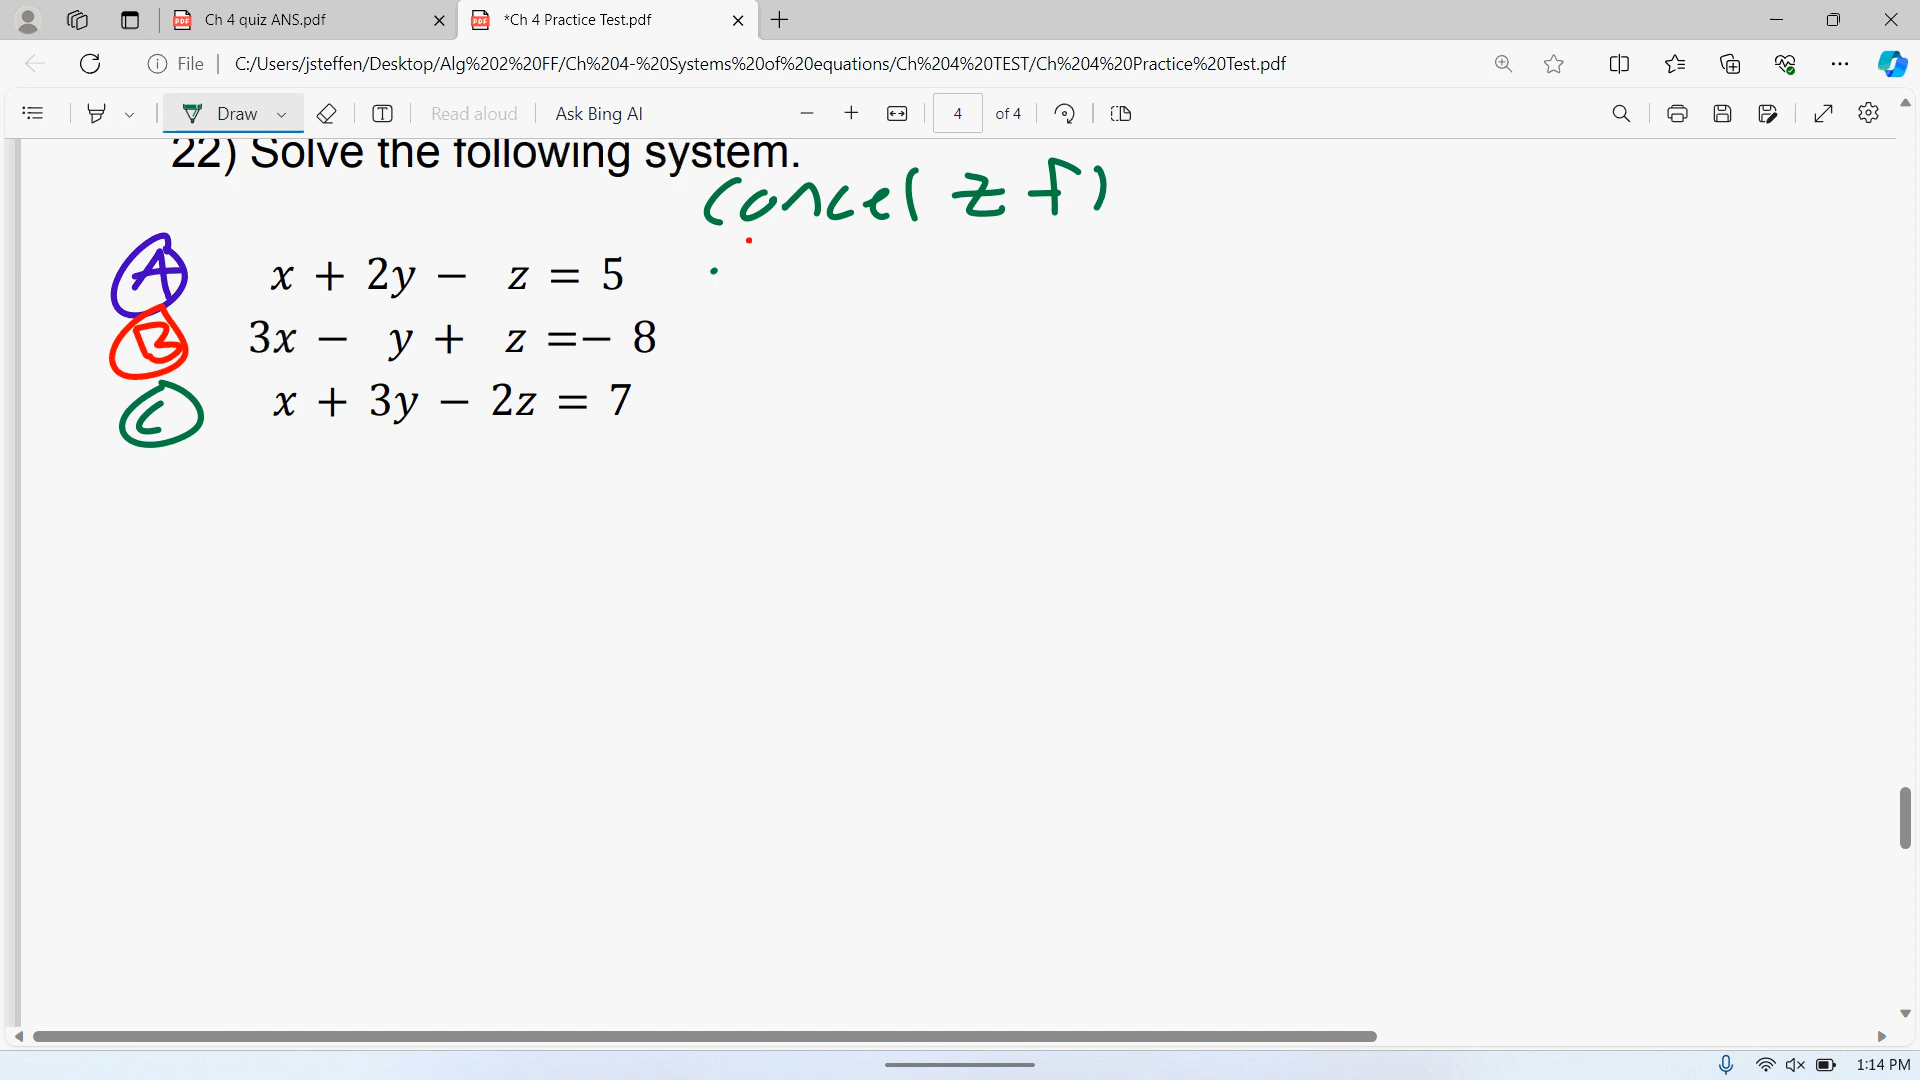 Ch 4 quiz ANS.pdf
*Ch 4 Practice Test.pdf
File
C:/Users/jsteffen/Desktop/Alg%202%20FF/Ch%204-%20Systems%20of%20equations/Ch%204%20TEST/Ch%204%20Practice%20Test.pdf
Draw
Read aloud
Ask Bing AI
4 of 4
22) Solve the following system.
Cancel z f
A x + 2y − z = 5
B 3x − y + z =− 8
C x + 3y − 2z = 7
1:14 PM